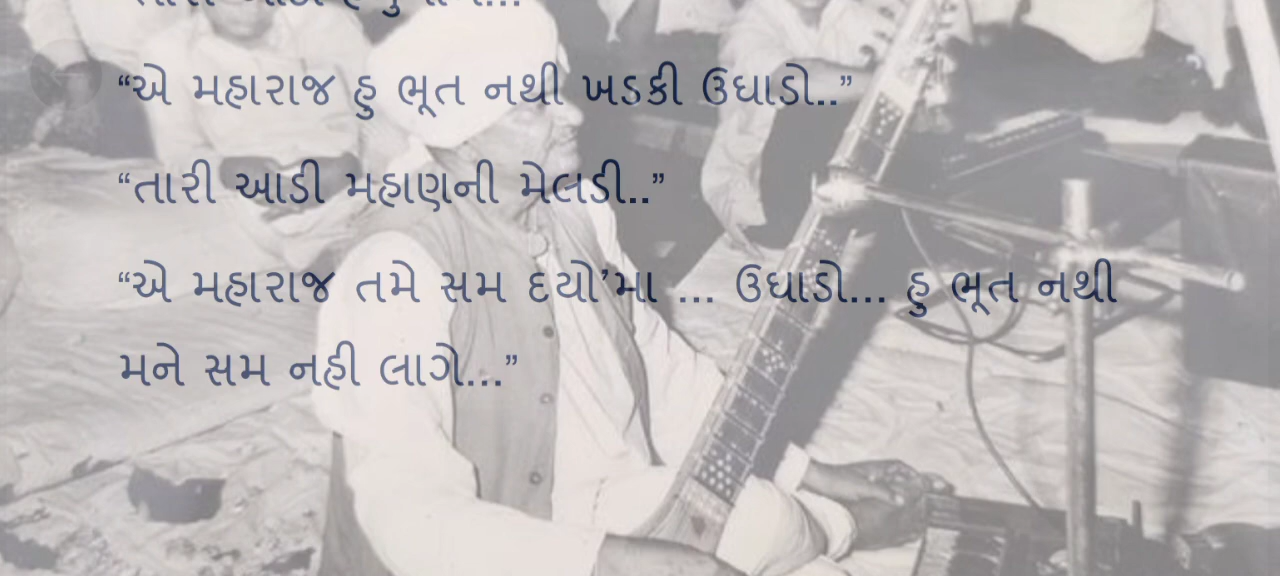 “એ મહારાજ હુ ભૂત નથી ખડકી ઉઘાડો..”
“તારી આડી મહાણની મેલડી..”
“એ મહારાજ તમે સમ દયો’મા ... ઉઘાડો... હુ ભૂત નથી
મને સમ નહી લાગે...”